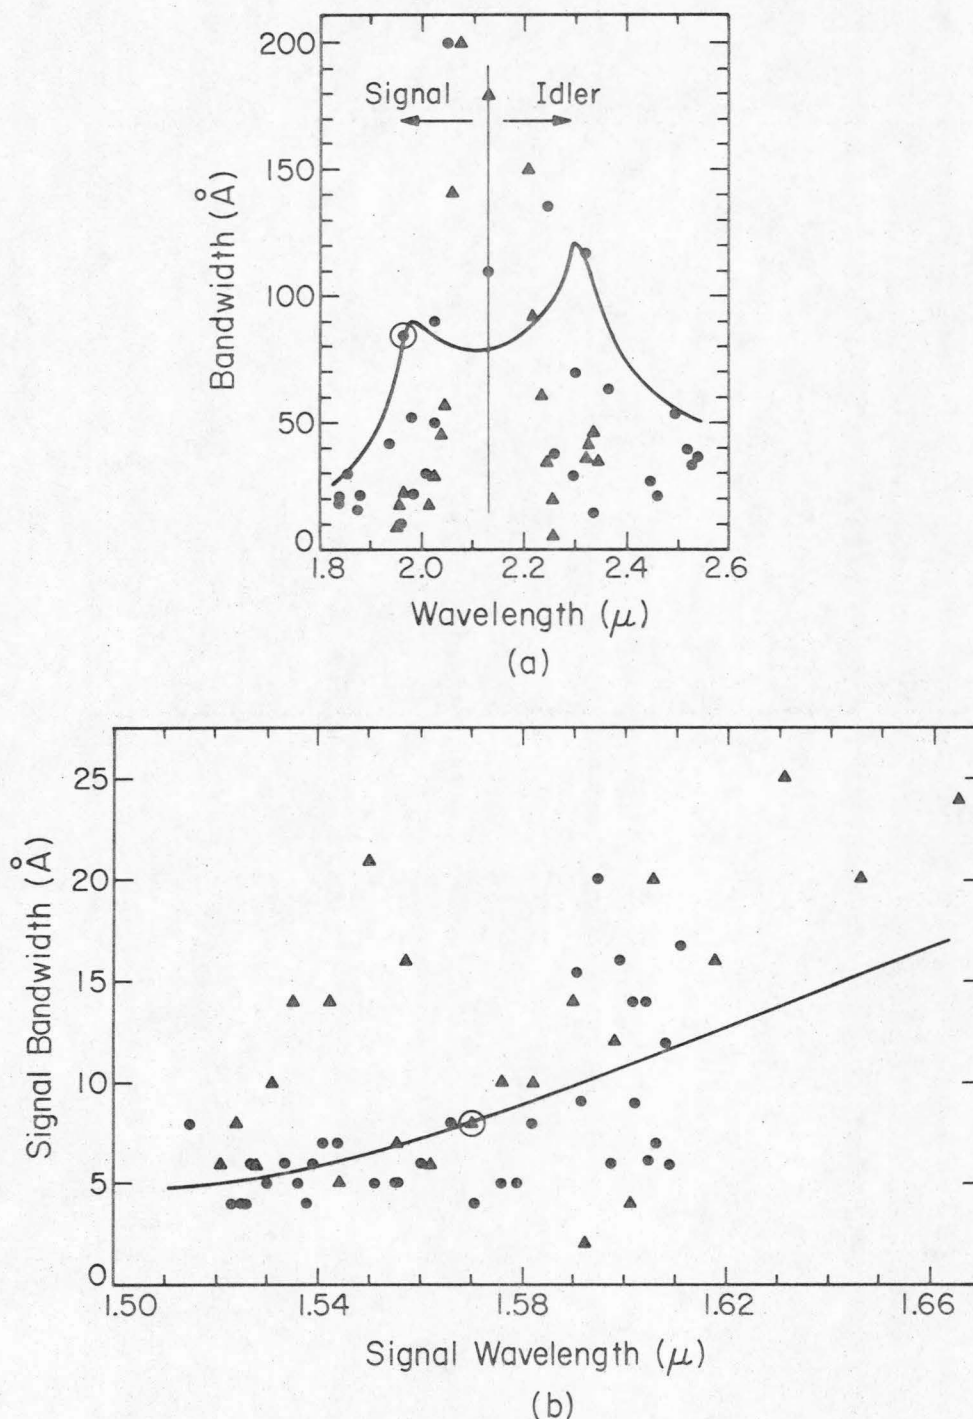 200
Signal
Idler
150
100
50
0
Bandwidth (Å)
1.8
2.0
2.2
2.4
2.6
Wavelength (μ)
(a)
25
20
15
10
5
0
Signal Bandwidth (Å)
1.50
1.54
1.58
1.62
1.66
Signal Wavelength (μ)
(b)